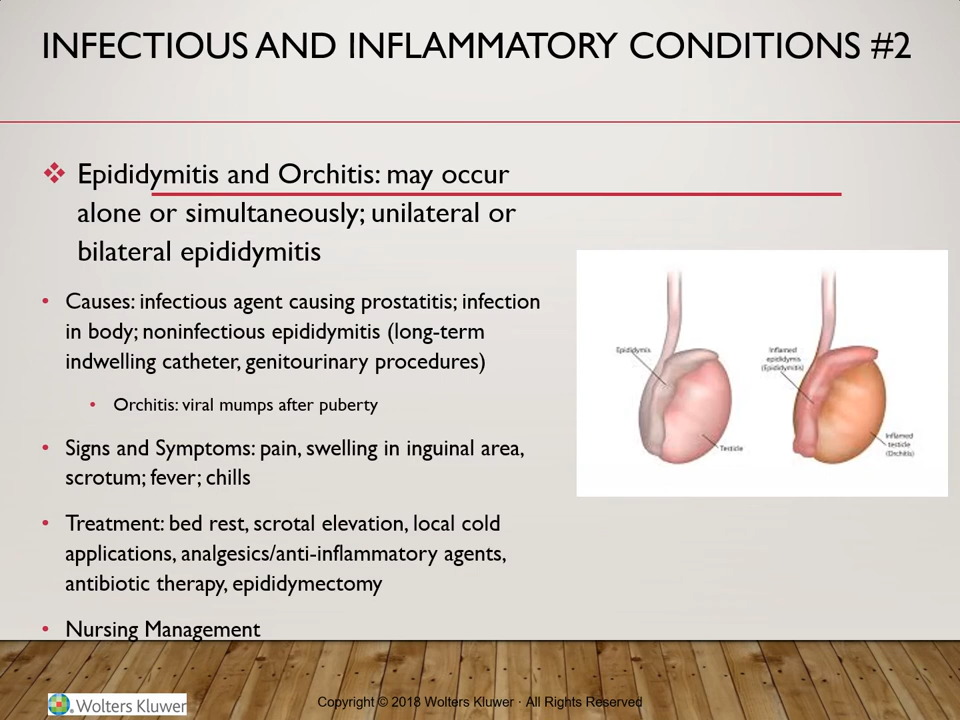 INFECTIOUS AND INFLAMMATORY CONDITIONS #2
Epididymitis and Orchitis: may occur
alone or simultaneously; unilateral or
bilateral epididymitis
Causes: infectious agent causing prostatitis; infection
in body; noninfectious epididymitis (long-term
indwelling catheter, genitourinary procedures)
Orchitis: viral mumps after puberty
Signs and Symptoms: pain, swelling in inguinal area,
scrotum; fever; chills
Treatment: bed rest, scrotal elevation, local cold
applications, analgesics/anti-inflammatory agents,
antibiotic therapy, epididymectomy
Nursing Management
Epididymis
Testicle
Inflamed
epididymis
(Epididymitis)
Inflamed
testicle
(Orchitis)
Wolters Kluwer
Copyright © 2018 Wolters Kluwer · All Rights Reserved